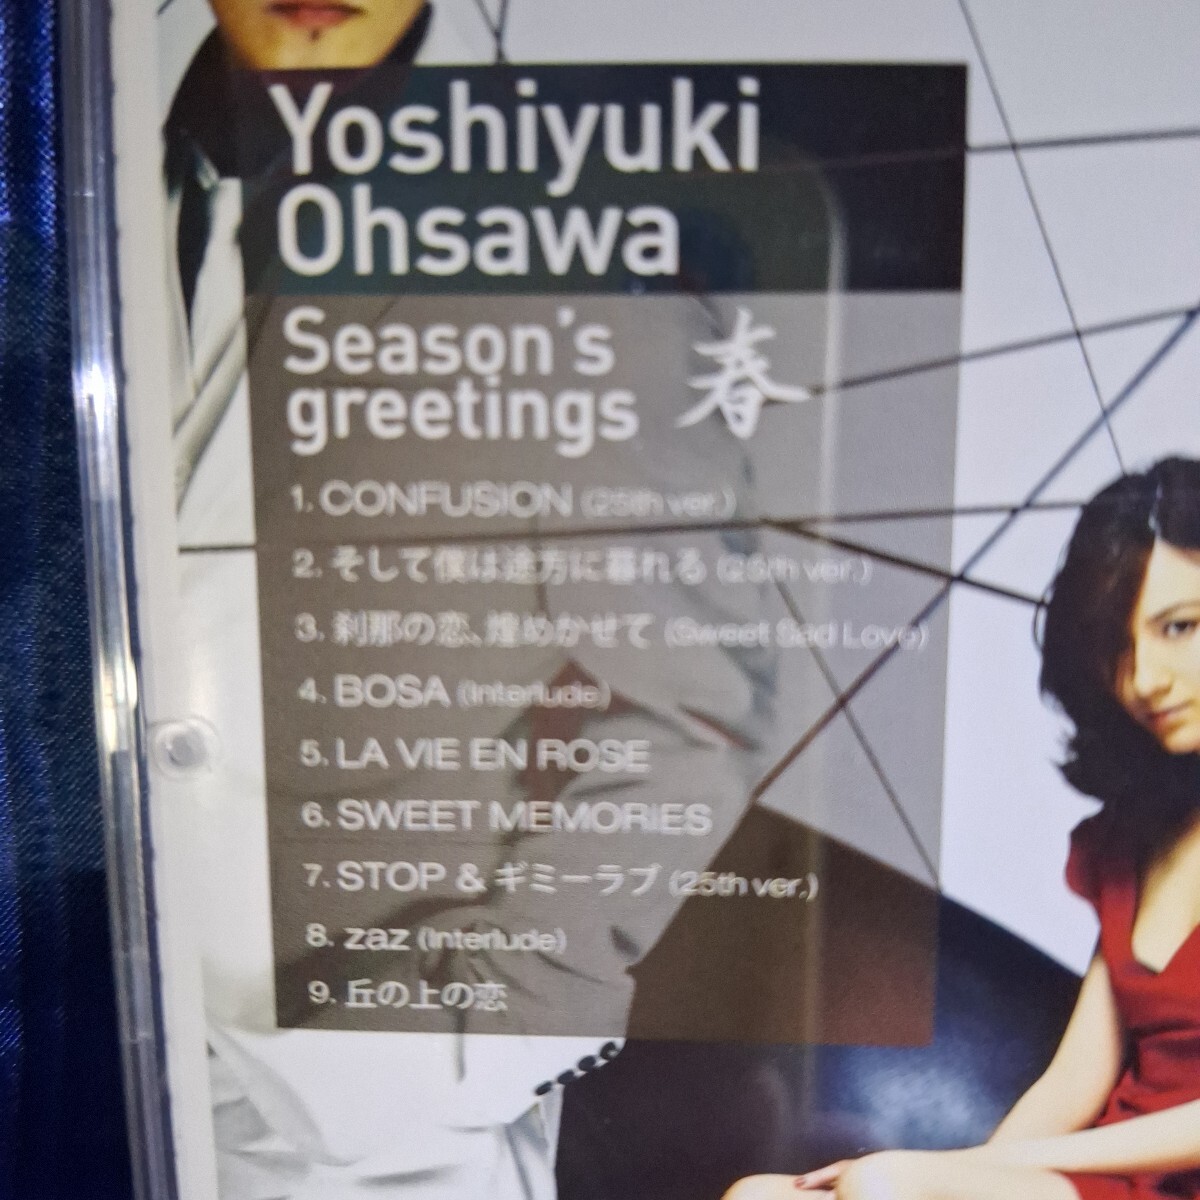 Yoshiyuki
Ohsawa
Season's
greetings 春
1. CONFUSION (25th ver.)
2. そして僕は途方に暮れる (25th ver.)
3. 刹那の恋、煌めかせて (Sweet Sad Love)
4. BOSA (Interlude)
5. LA VIE EN ROSE
6. SWEET MEMORIES
7. STOP & ギミーラブ (25th ver.)
8. zaz (Interlude)
9. 丘の上の恋